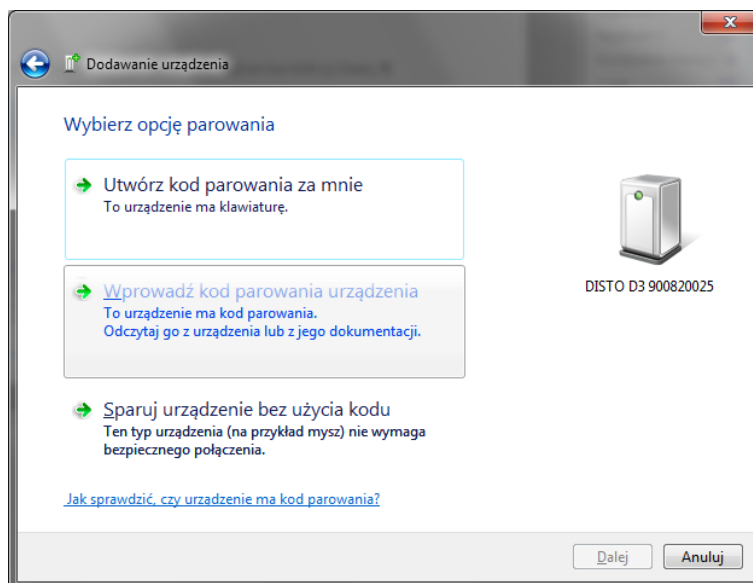 Dodawanie urządzenia
Wybierz opcję parowania
Utwórz kod parowania za mnie
To urządzenie ma klawiaturę.
Wprowadź kod parowania urządzenia
To urządzenie ma kod parowania.
Odczytaj go z urządzenia lub z jego dokumentacji.
Sparuj urządzenie bez użycia kodu
Ten typ urządzenia (na przykład mysz) nie wymaga
bezpiecznego połączenia.
Jak sprawdzić, czy urządzenie ma kod parowania?
DISTO D3 900820025
Dalej
Anuluj